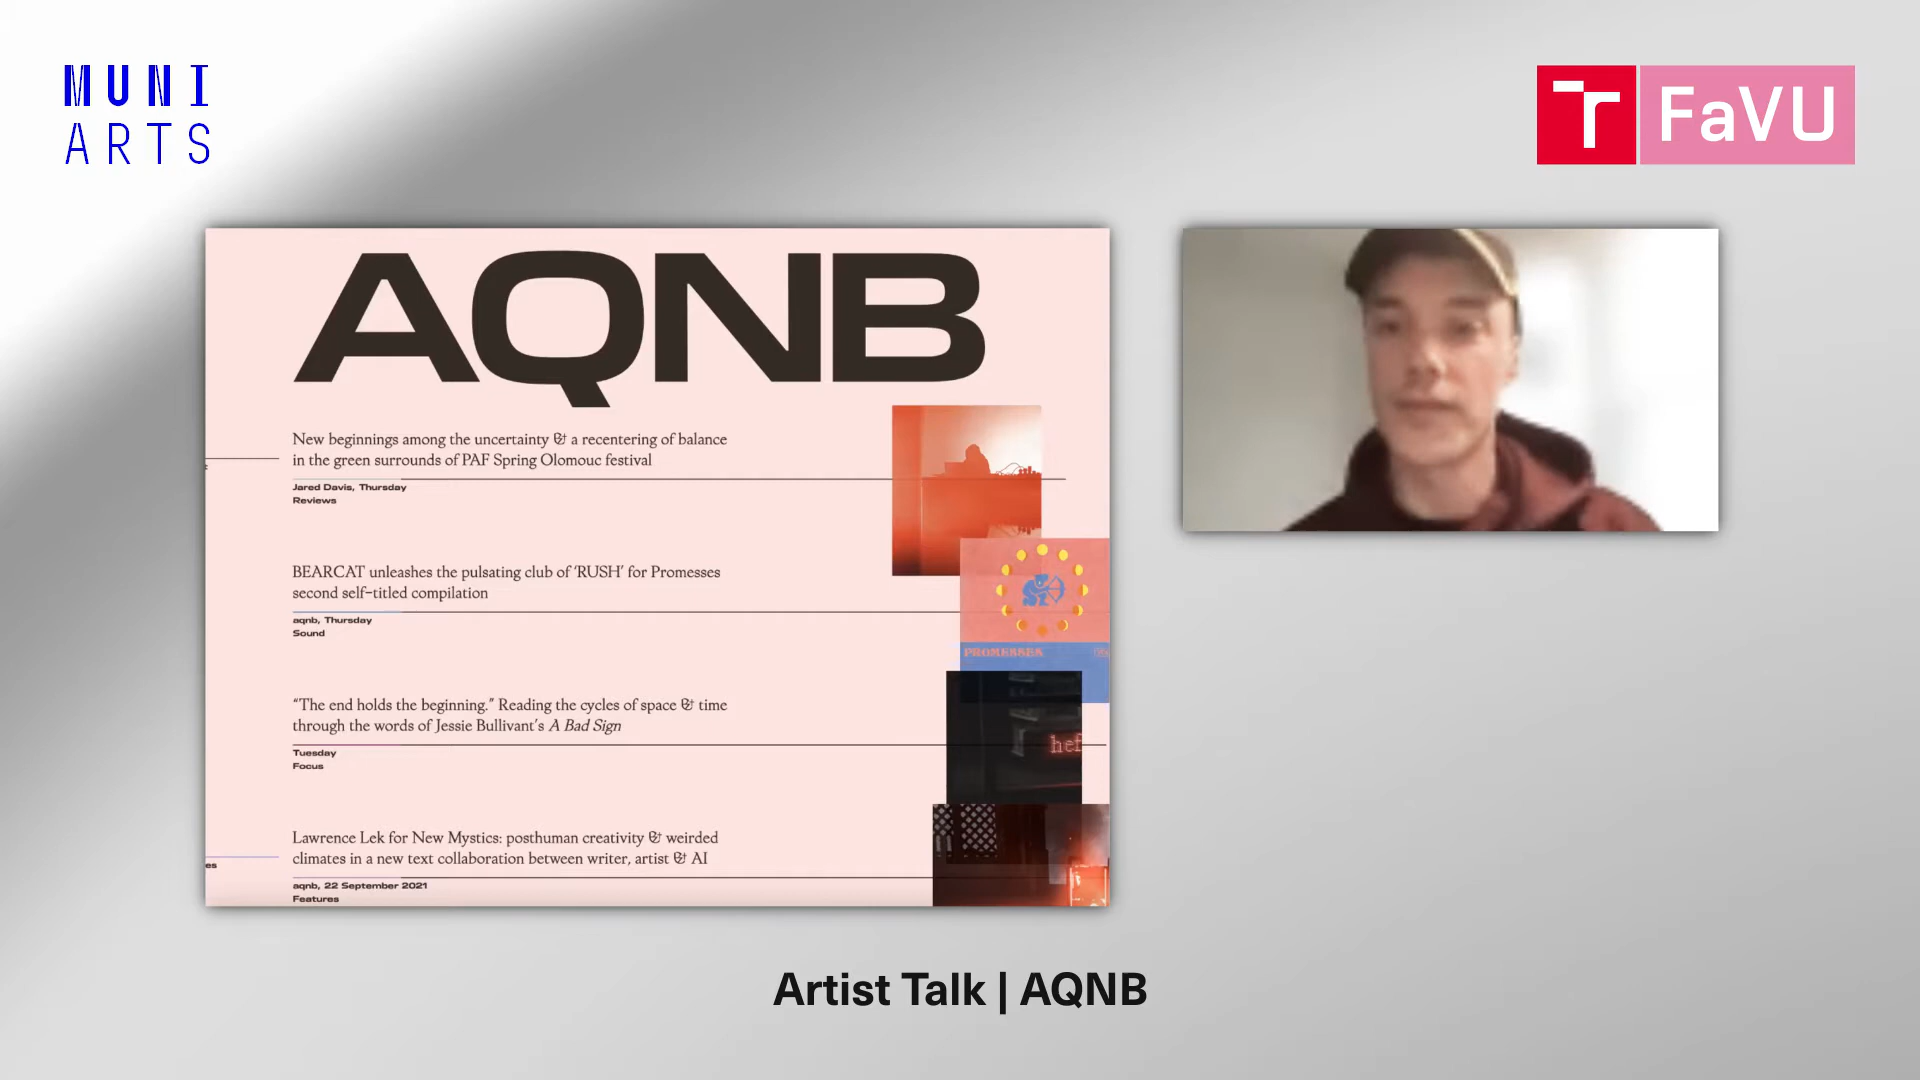 MUNI
ARTS
FaVU
AQNB
New beginnings among the uncertainty & a recentering of balance
in the green surrounds of PAF Spring Olomouc festival
Jared Davis, Thursday
Reviews
BEARCAT unleashes the pulsating club of ‘RUSH’ for Promesses
second self-titled compilation
aqnb, Thursday
Sound
PROMESSES
“The end holds the beginning.” Reading the cycles of space & time
through the words of Jessie Bullivant’s A Bad Sign
Tuesday
Focus
hef
Lawrence Lek for New Mystics: posthuman creativity & weirded
climates in a new text collaboration between writer, artist & AI
es
aqnb, 22 September 2021
Features
Artist Talk | AQNB